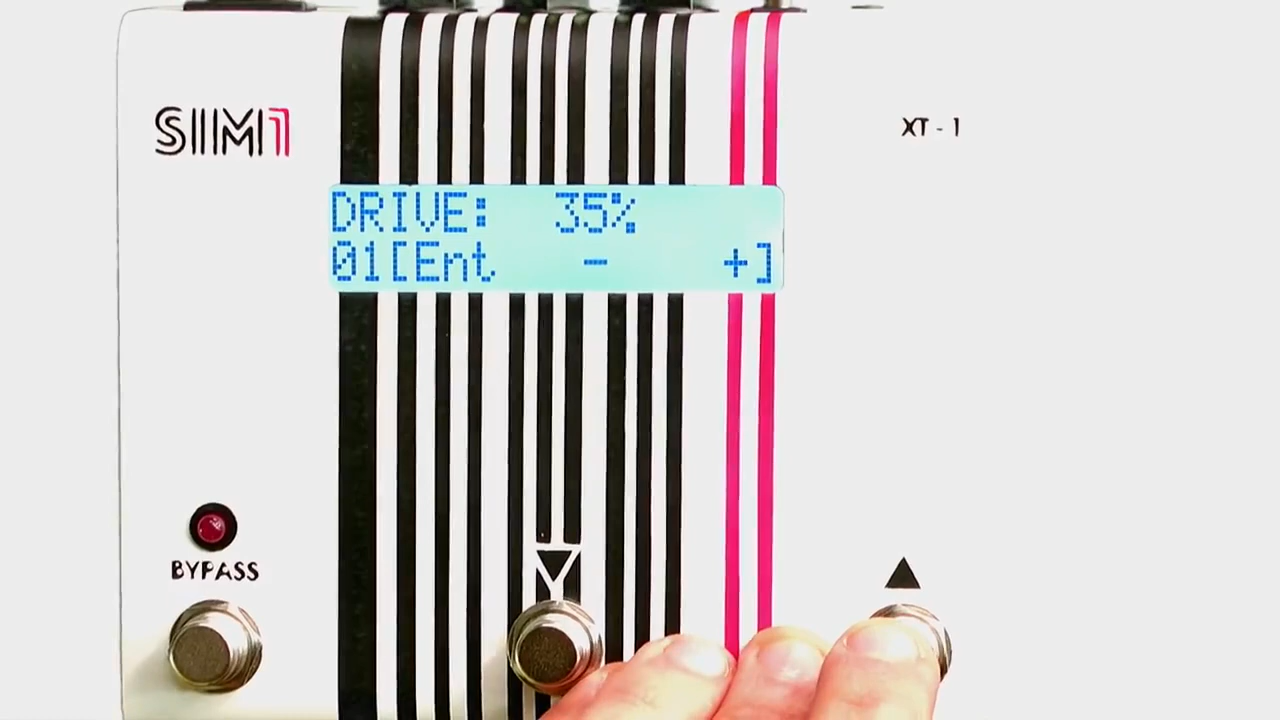 SIM1
XT - 1
DRIVE: 35%
01[Ent - +]
BYPASS